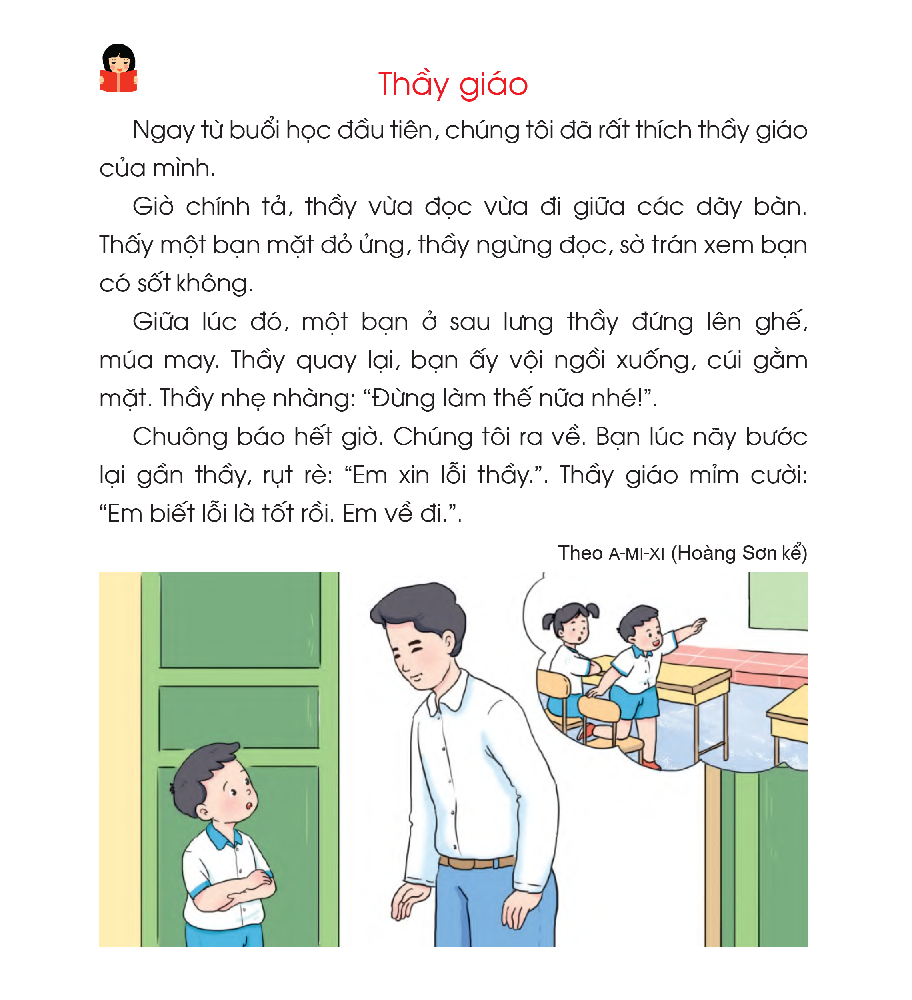 Thầy giáo
Ngay từ buổi học đầu tiên, chúng tôi đã rất thích thầy giáo
của mình.
Giờ chính tả, thầy vừa đọc vừa đi giữa các dãy bàn.
Thấy một bạn mặt đỏ ửng, thầy ngừng đọc, sờ trán xem bạn
có sốt không.
Giữa lúc đó, một bạn ở sau lưng thầy đứng lên ghế,
múa may. Thầy quay lại, bạn ấy vội ngồi xuống, cúi gằm
mặt. Thầy nhẹ nhàng: “Đừng làm thế nữa nhé!”.
Chuông báo hết giờ. Chúng tôi ra về. Bạn lúc nãy bước
lại gần thầy, rụt rè: “Em xin lỗi thầy.”. Thầy giáo mỉm cười:
“Em biết lỗi là tốt rồi. Em về đi.”.
Theo A-MI-XI (Hoàng Sơn kể)